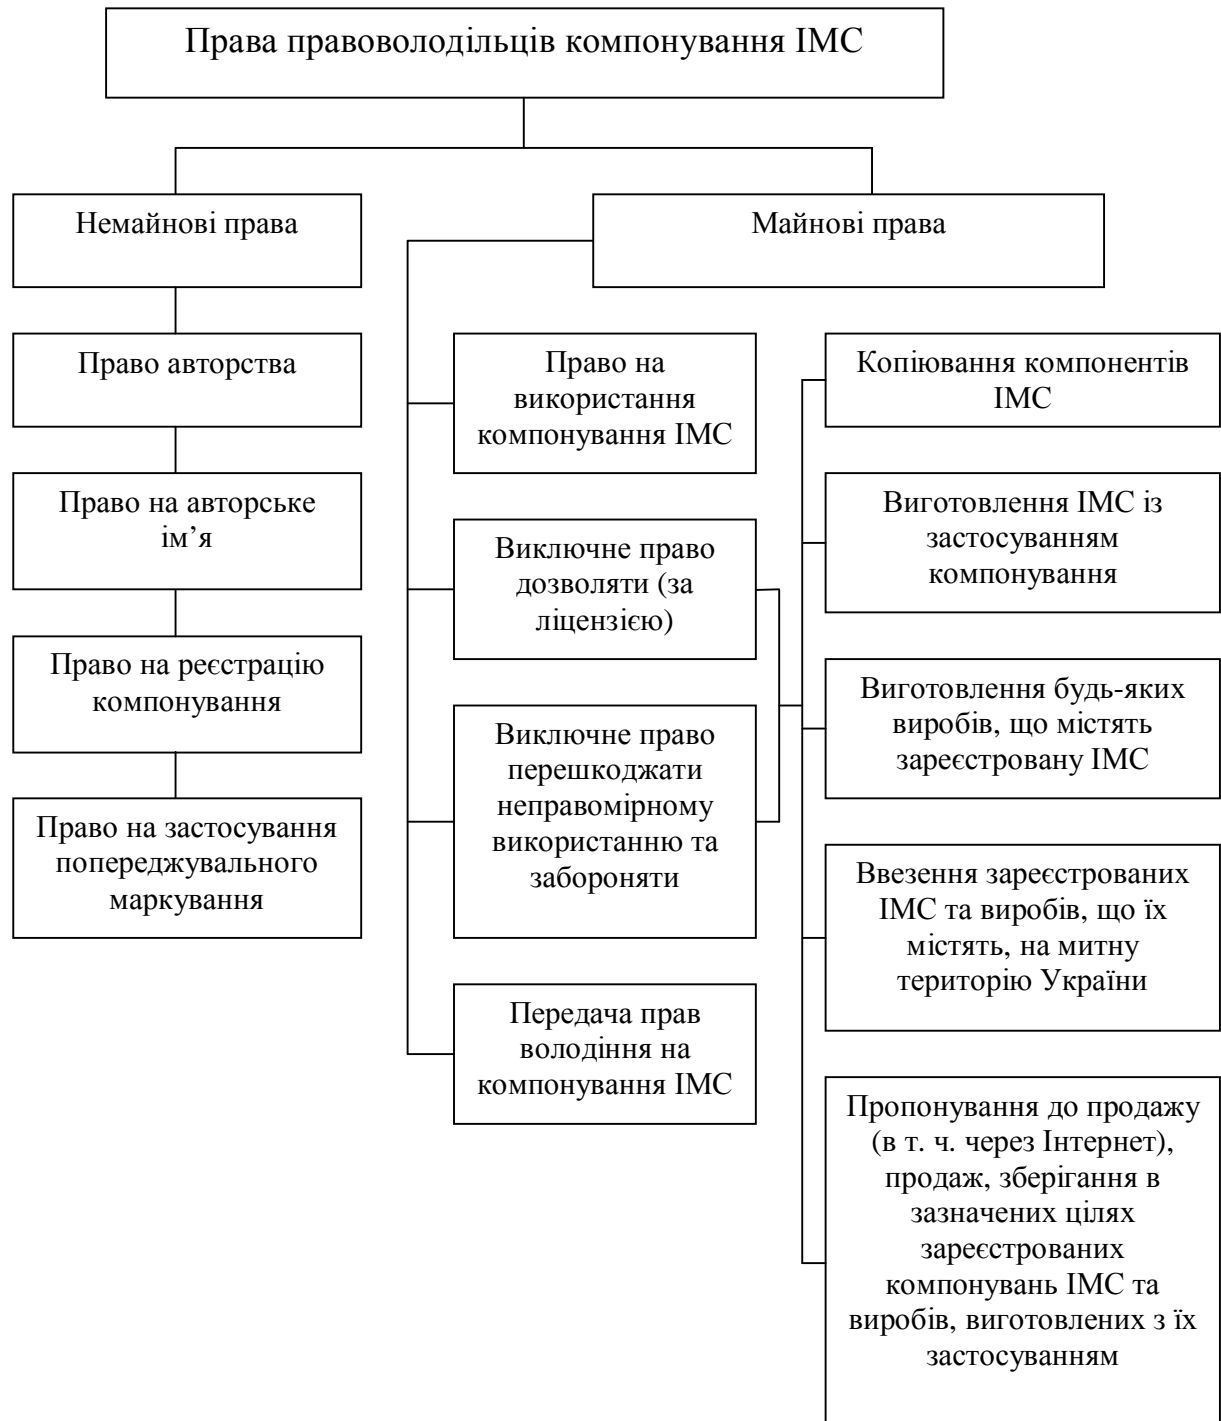 Права правоволодільців компонування ІМС
Немайнові права
Майнові права
Право авторства
Право на авторське
ім’я
Право на реєстрацію
компонування
Право на застосування
попереджувального
маркування
Право на
використання
компонування ІМС
Виключне право
дозволяти (за
ліцензією)
Виключне право
перешкоджати
неправомірному
використанню та
забороняти
Передача прав
володіння на
компонування ІМС
Копіювання компонентів
ІМС
Виготовлення ІМС із
застосуванням
компонування
Виготовлення будь-яких
виробів, що містять
зареєстровану ІМС
Ввезення зареєстрованих
ІМС та виробів, що їх
містять, на митну
територію України
Пропонування до продажу
(в т. ч. через Інтернет),
продаж, зберігання в
зазначених цілях
зареєстрованих
компонувань ІМС та
виробів, виготовлених з їх
застосуванням